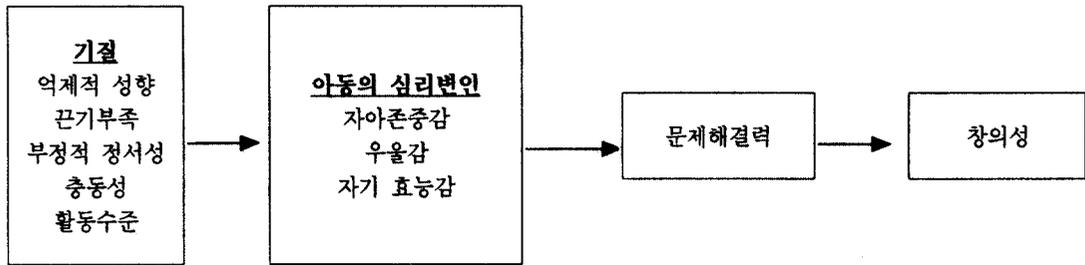 기절
억제적 성향
끈기부족
부정적 정서성
충동성
활동수준
아동의 심리변인
자아존중감
우울감
자기 효능감
문제해결력
창의성